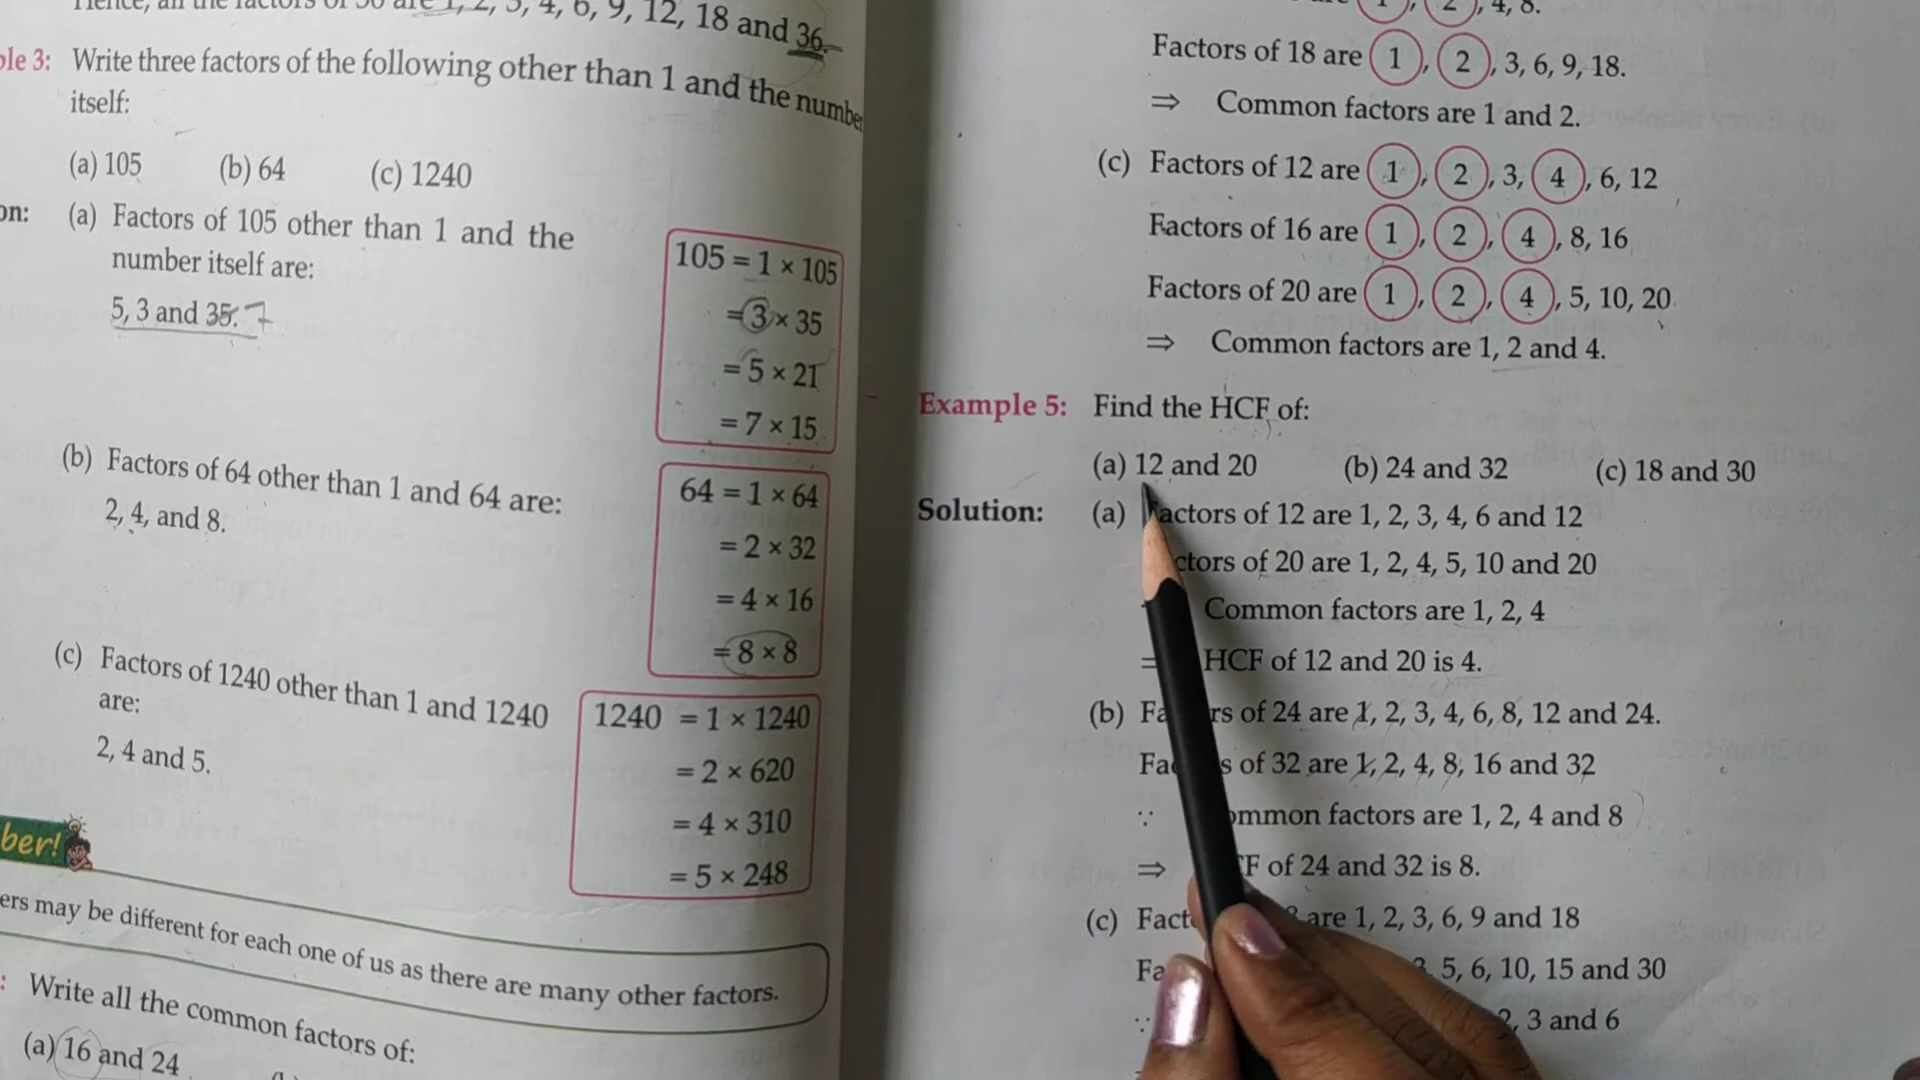 Hence, all the factors of 36 are 1, 2, 3, 4, 6, 9, 12, 18 and 36.
ple 3: Write three factors of the following other than 1 and the number
itself:
(a) 105 (b) 64 (c) 1240
on: (a) Factors of 105 other than 1 and the
number itself are:
5, 3 and 35. 7
105 = 1 × 105
= 3 × 35
= 5 × 21
= 7 × 15
(b) Factors of 64 other than 1 and 64 are:
2, 4, and 8.
64 = 1 × 64
= 2 × 32
= 4 × 16
= 8 × 8
(c) Factors of 1240 other than 1 and 1240
are:
2, 4 and 5.
1240 = 1 × 1240
= 2 × 620
= 4 × 310
= 5 × 248
ber!
ers may be different for each one of us as there are many other factors.
: Write all the common factors of:
(a) 16 and 24
are 1, 2, 4, 8.
Factors of 18 are 1, 2, 3, 6, 9, 18.
⇒ Common factors are 1 and 2.
(c) Factors of 12 are 1, 2, 3, 4, 6, 12
Factors of 16 are 1, 2, 4, 8, 16
Factors of 20 are 1, 2, 4, 5, 10, 20
⇒ Common factors are 1, 2 and 4.
Example 5: Find the HCF of:
(a) 12 and 20 (b) 24 and 32 (c) 18 and 30
Solution: (a) Factors of 12 are 1, 2, 3, 4, 6 and 12
ctors of 20 are 1, 2, 4, 5, 10 and 20
Common factors are 1, 2, 4
HCF of 12 and 20 is 4.
(b) Fa rs of 24 are 1, 2, 3, 4, 6, 8, 12 and 24.
Fa s of 32 are 1, 2, 4, 8, 16 and 32
∵ ommon factors are 1, 2, 4 and 8
⇒ F of 24 and 32 is 8.
(c) Fact are 1, 2, 3, 6, 9 and 18
Fa 5, 6, 10, 15 and 30
∵ 3 and 6